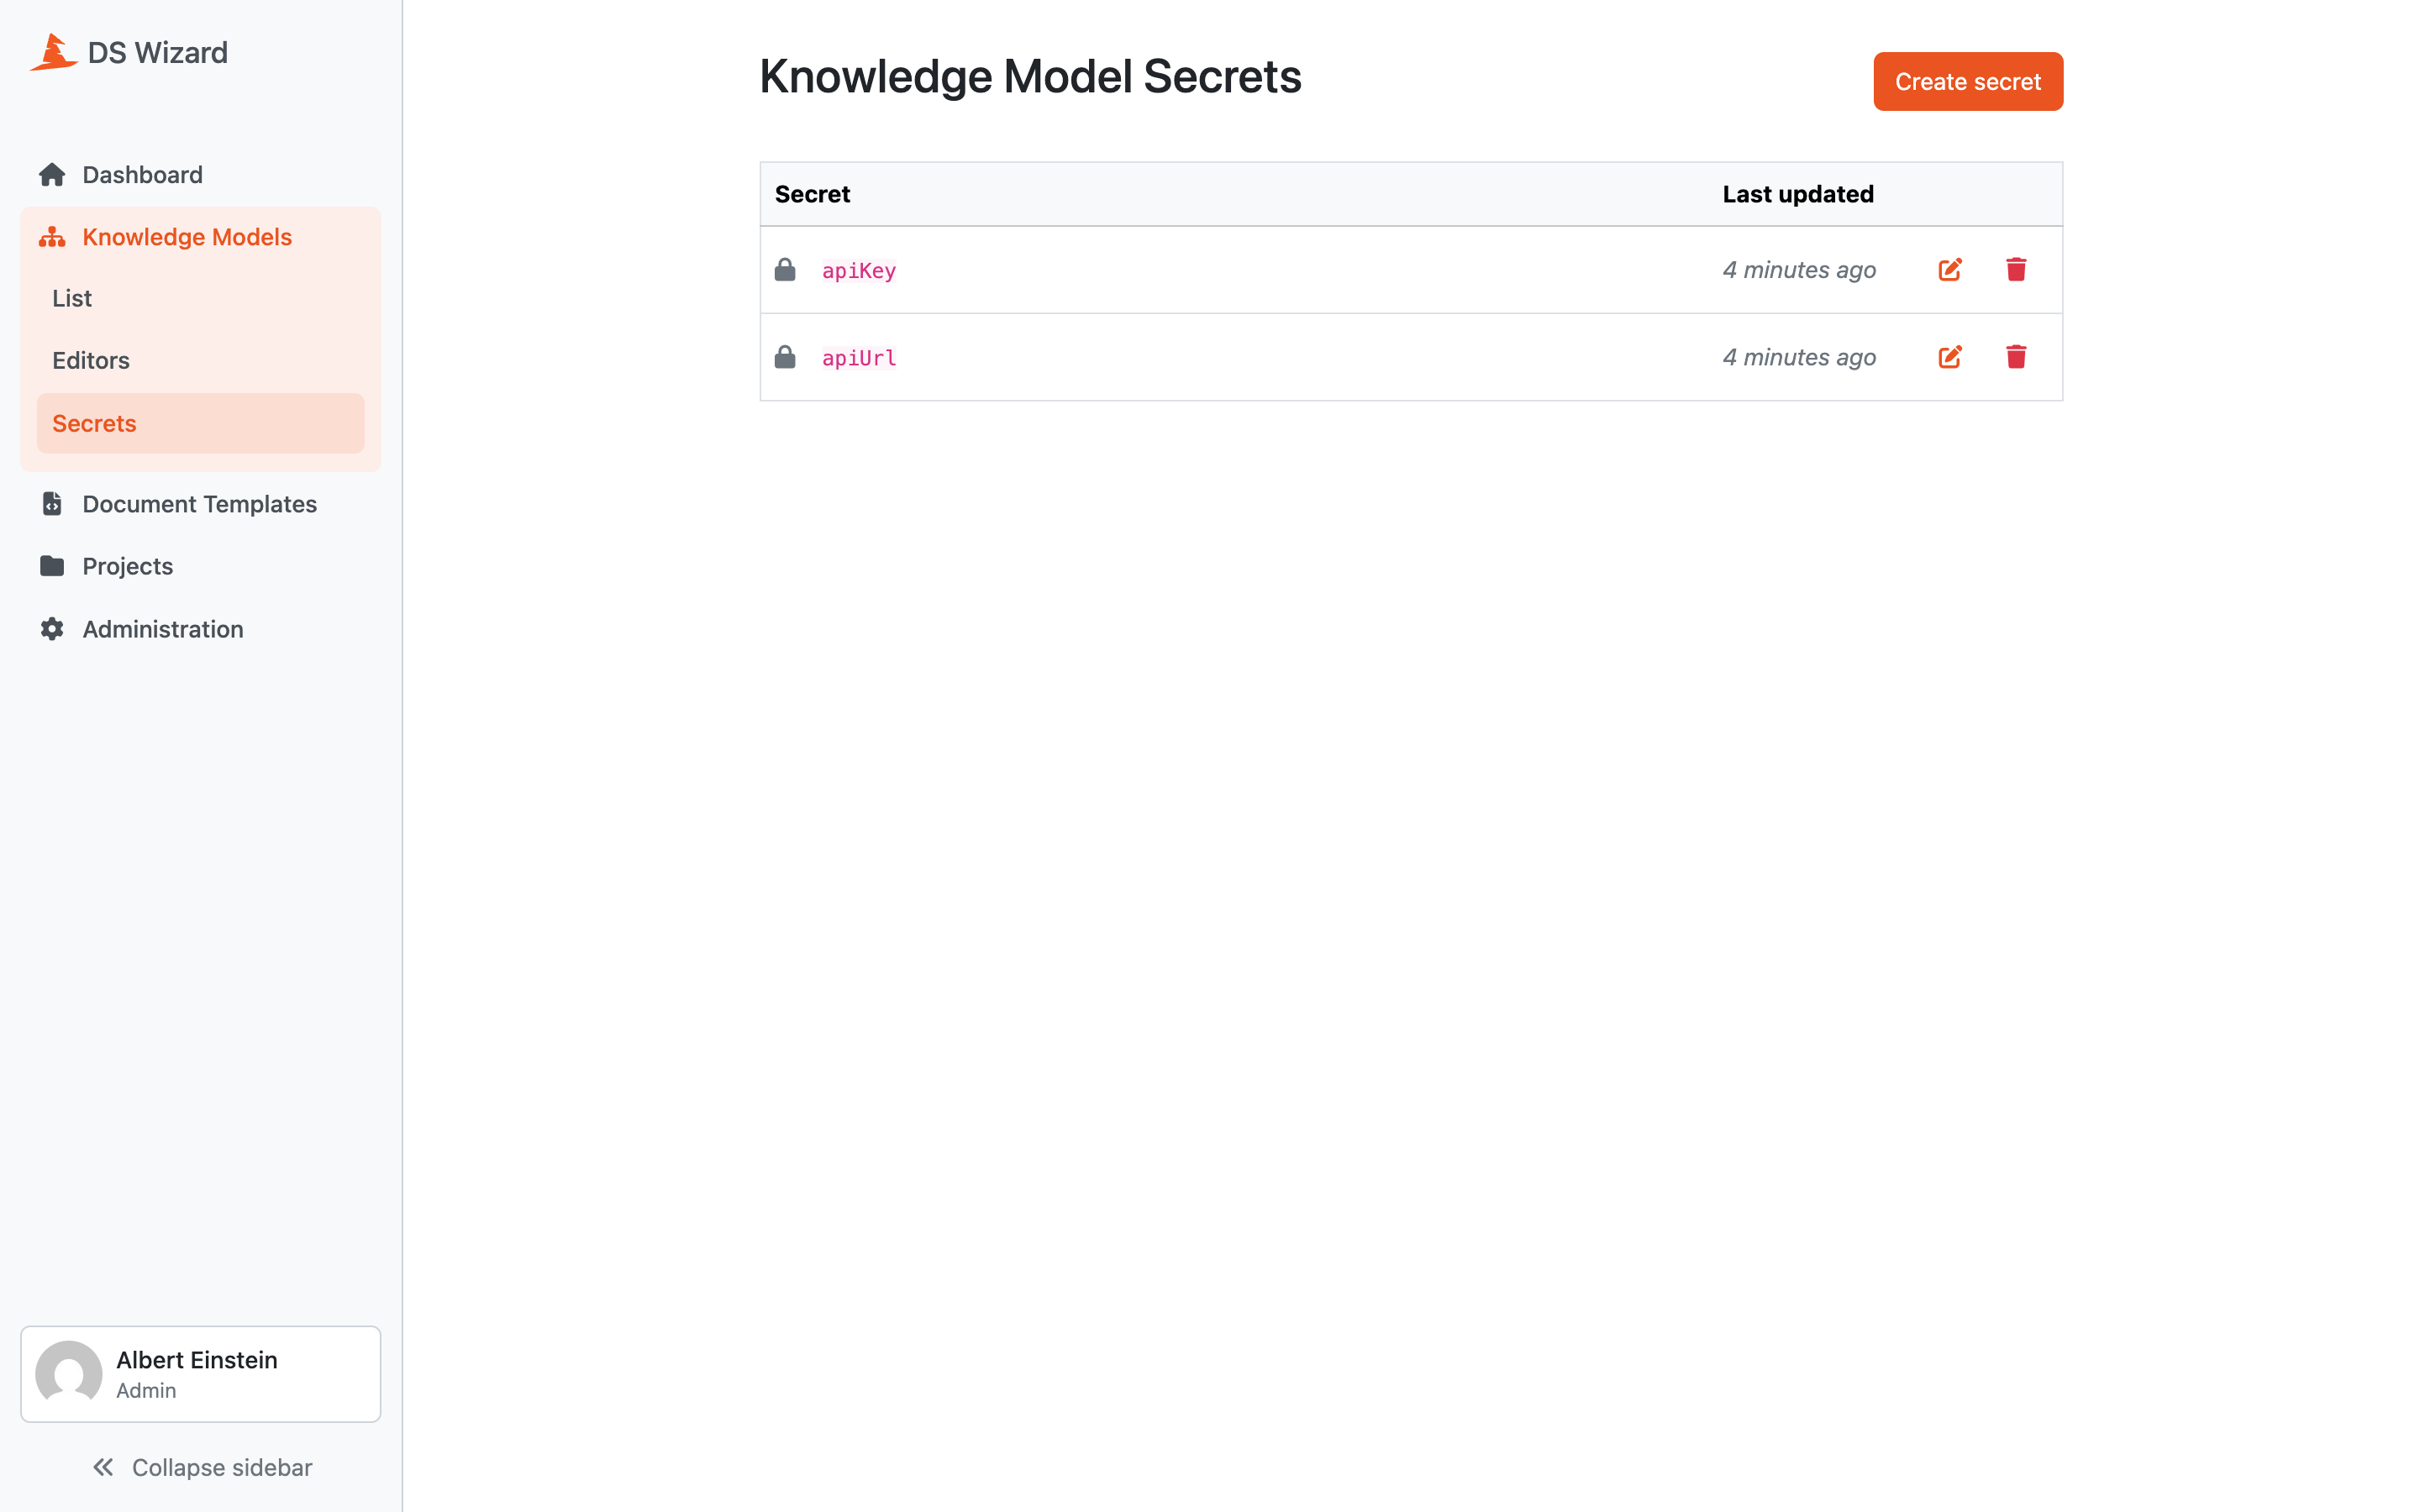 DS Wizard
Dashboard
Knowledge Models
List
Editors
Secrets
Document Templates
Projects
Administration
Albert Einstein
Admin
Collapse sidebar
Knowledge Model Secrets
Create secret
Secret Last updated
apiKey 4 minutes ago
apiUrl 4 minutes ago